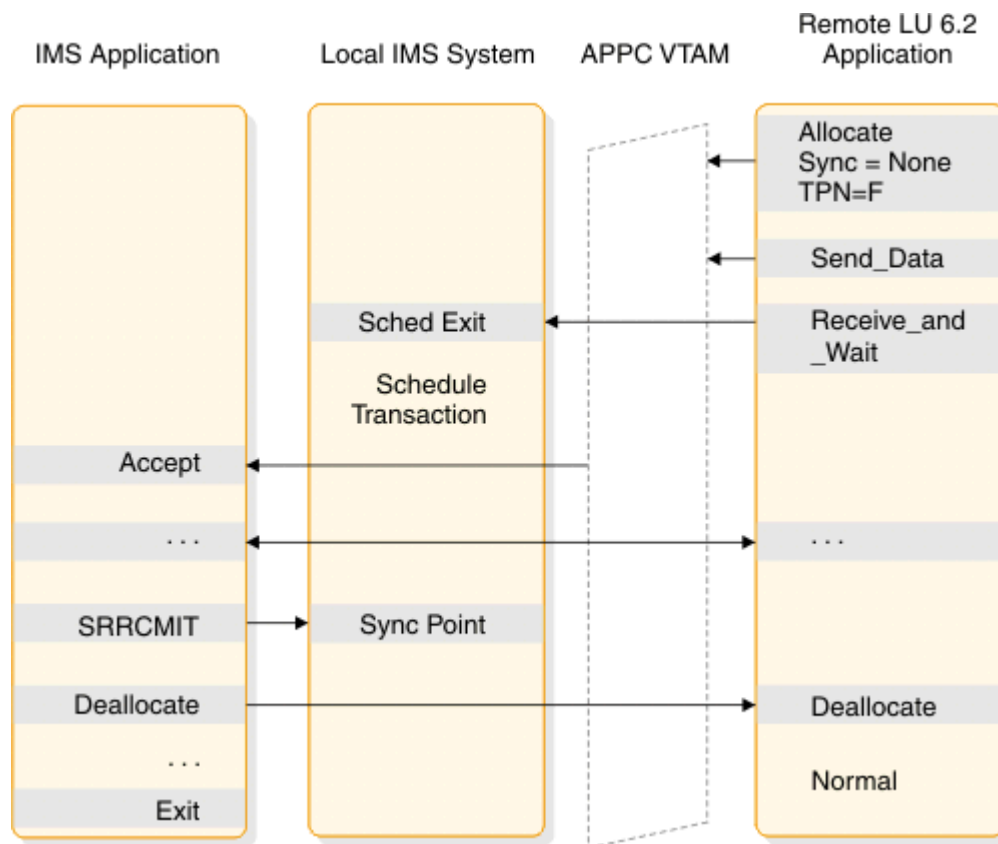 IMS Application
Local IMS System
APPC VTAM
Remote LU 6.2
Application
Allocate
Sync = None
TPN=F
Send_Data
Sched Exit
Receive_and
_Wait
Schedule
Transaction
Accept
. . .
. . .
SRRCMIT
Sync Point
Deallocate
Deallocate
. . .
Normal
Exit